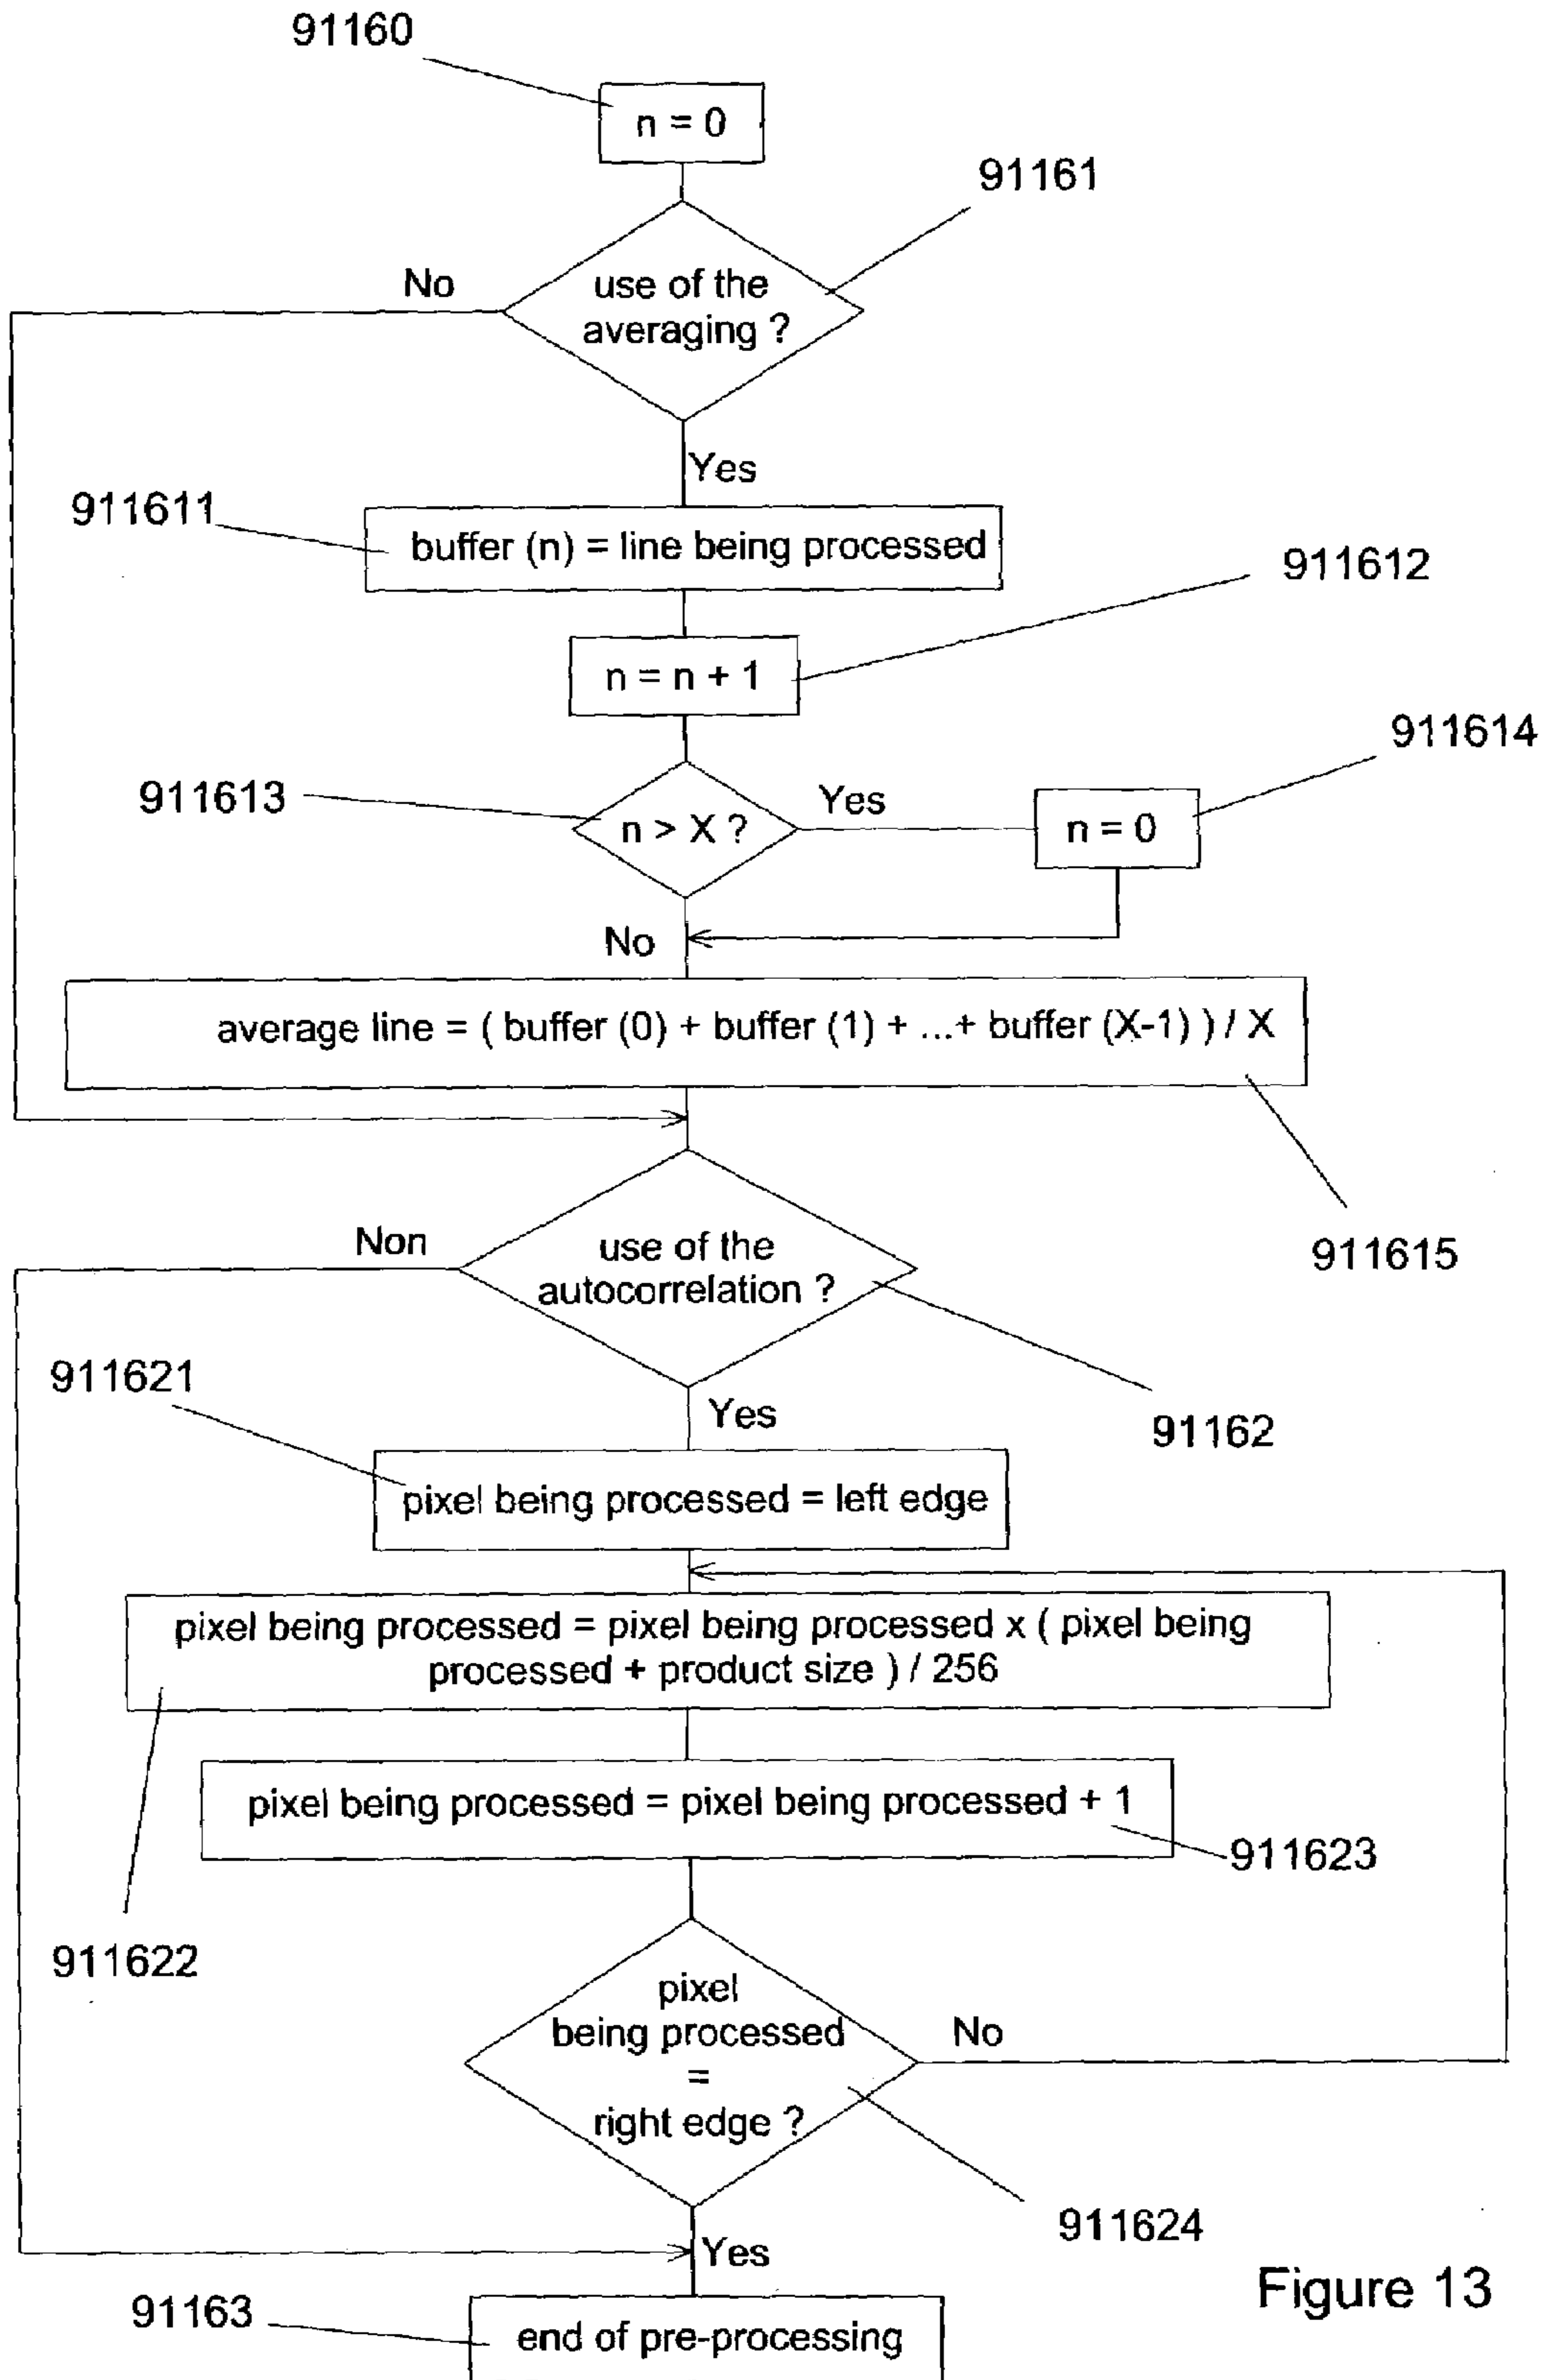 91160
n = 0
91161
No
use of the
averaging ?
Yes
911611
buffer (n) = line being processed
911612
n = n + 1
911614
911613
n > X ?
Yes
n = 0
No
average line = ( buffer (0) + buffer (1) + ...+ buffer (X-1) ) / X
911615
Non
use of the
autocorrelation ?
91162
911621
Yes
pixel being processed = left edge
pixel being processed = pixel being processed x ( pixel being
processed + product size ) / 256
pixel being processed = pixel being processed + 1
911623
911622
pixel
being processed
=
right edge ?
No
911624
Yes
Figure 13
91163
end of pre-processing